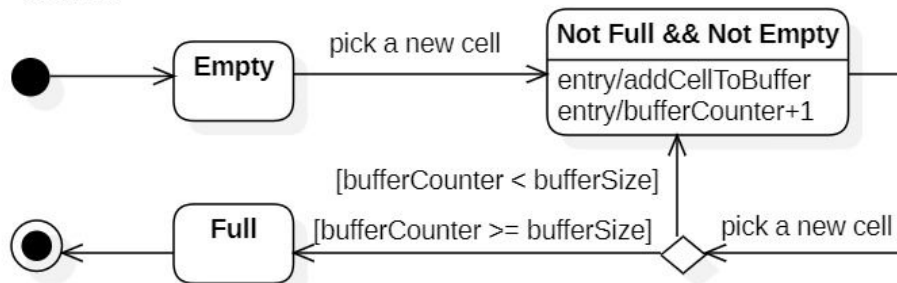 pick a new cell
Not Full && Not Empty
Empty
entry/addCellToBuffer
entry/bufferCounter+1
[bufferCounter < bufferSize]
Full
[bufferCounter >= bufferSize]
pick a new cell